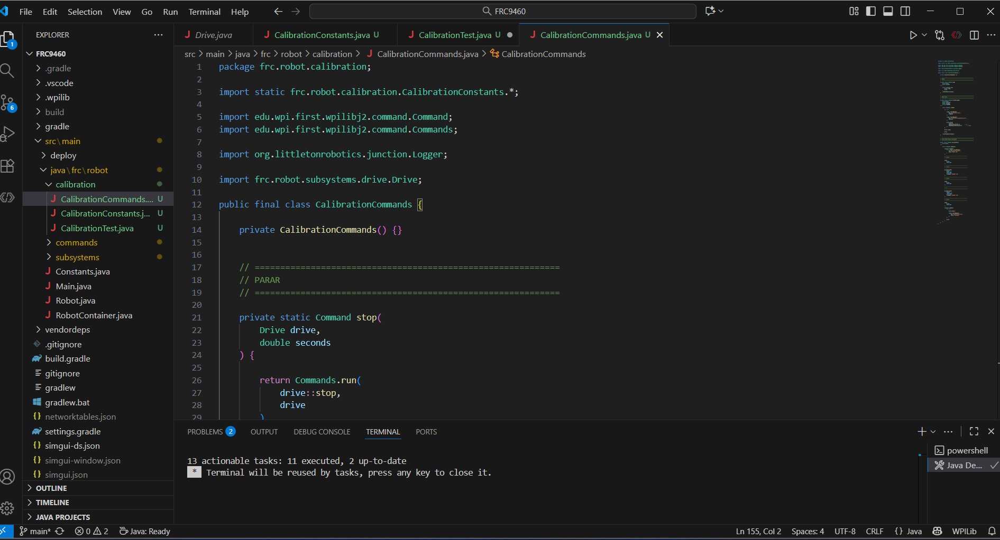 File Edit Selection View Go Run Terminal Help
FRC9460
EXPLORER
FRC9460
.gradle
.vscode
.wpilib
build
gradle
src\main
deploy
java\frc\robot
calibration
CalibrationCommands.... U
CalibrationConstants.j... U
CalibrationTest.java U
commands
subsystems
Constants.java
Main.java
Robot.java
RobotContainer.java
vendordeps
.gitignore
build.gradle
gitignore
gradlew
gradlew.bat
networktables.json
settings.gradle
simgui-ds.json
simgui-window.json
simgui.json
OUTLINE
TIMELINE
JAVA PROJECTS
1
6
Drive.java CalibrationConstants.java U CalibrationTest.java U CalibrationCommands.java U
src > main > java > frc > robot > calibration > CalibrationCommands.java > CalibrationCommands
1 package frc.robot.calibration;
2
3 import static frc.robot.calibration.CalibrationConstants.*;
4
5 import edu.wpi.first.wpilibj2.command.Command;
6 import edu.wpi.first.wpilibj2.command.Commands;
7
8 import org.littletonrobotics.junction.Logger;
9
10 import frc.robot.subsystems.drive.Drive;
11
12 public final class CalibrationCommands {
13
14 private CalibrationCommands() {}
15
16
17 // ============================================================
18 // PARAR
19 // ============================================================
20
21 private static Command stop(
22 Drive drive,
23 double seconds
24 ) {
25
26 return Commands.run(
27 drive::stop,
28 drive
29 )
PROBLEMS 2 OUTPUT DEBUG CONSOLE TERMINAL PORTS
13 actionable tasks: 11 executed, 2 up-to-date
* Terminal will be reused by tasks, press any key to close it.
powershell
Java De...
main* 0 2 Java: Ready Ln 155, Col 2 Spaces: 4 UTF-8 CRLF {} Java WPILib